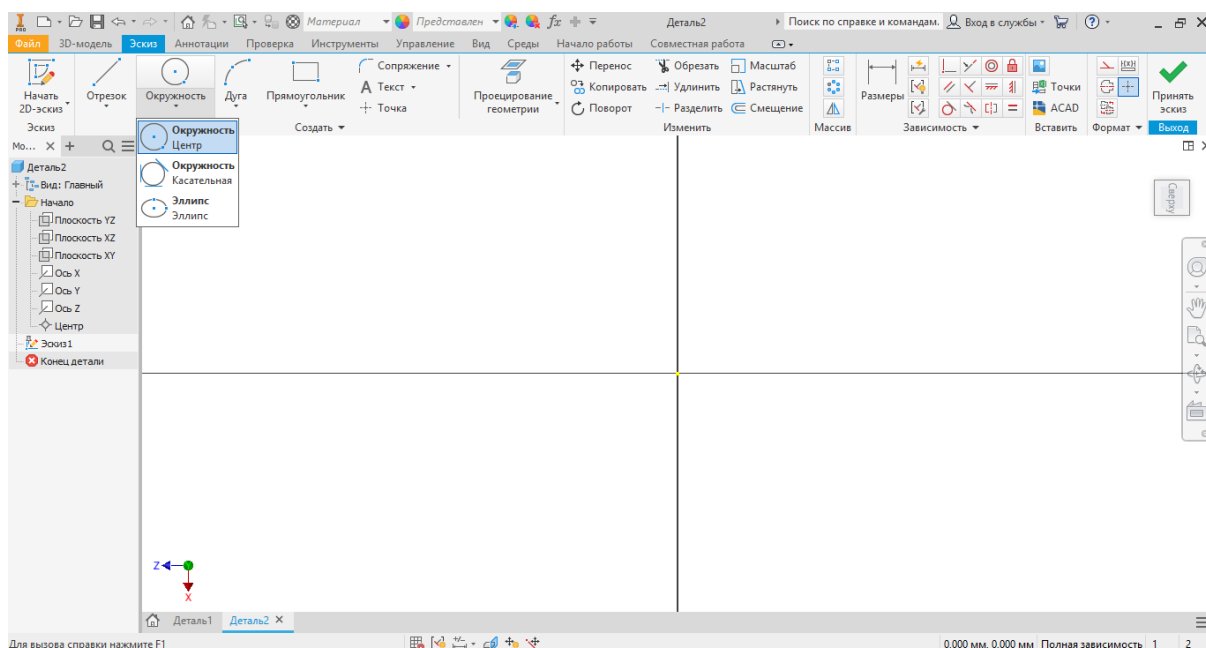 PRO Материал Представлен fx Деталь2 Поиск по справке и командам. Вход в службы
Файл 3D-модель Эскиз Аннотации Проверка Инструменты Управление Вид Среды Начало работы Совместная работа
Начать
2D-эскиз
Отрезок
Окружность
Дуга
Прямоугольник
Сопряжение
A Текст
Точка
Проецирование
геометрии
Перенос
Копировать
Поворот
Обрезать
Удлинить
Разделить
Масштаб
Растянуть
Смещение
Размеры
Точки
ACAD
Принять
эскиз
Эскиз Создать Изменить Массив Зависимость Вставить Формат Выход
Окружность
Центр
Окружность
Касательная
Эллипс
Эллипс
Мо...
Деталь2
Вид: Главный
Начало
Плоскость YZ
Плоскость XZ
Плоскость XY
Ось X
Ось Y
Ось Z
Центр
Эскиз1
Конец детали
Сверху
Z
X
Деталь1 Деталь2
Для вызова справки нажмите F1 0.000 мм, 0.000 мм Полная зависимость 1 2